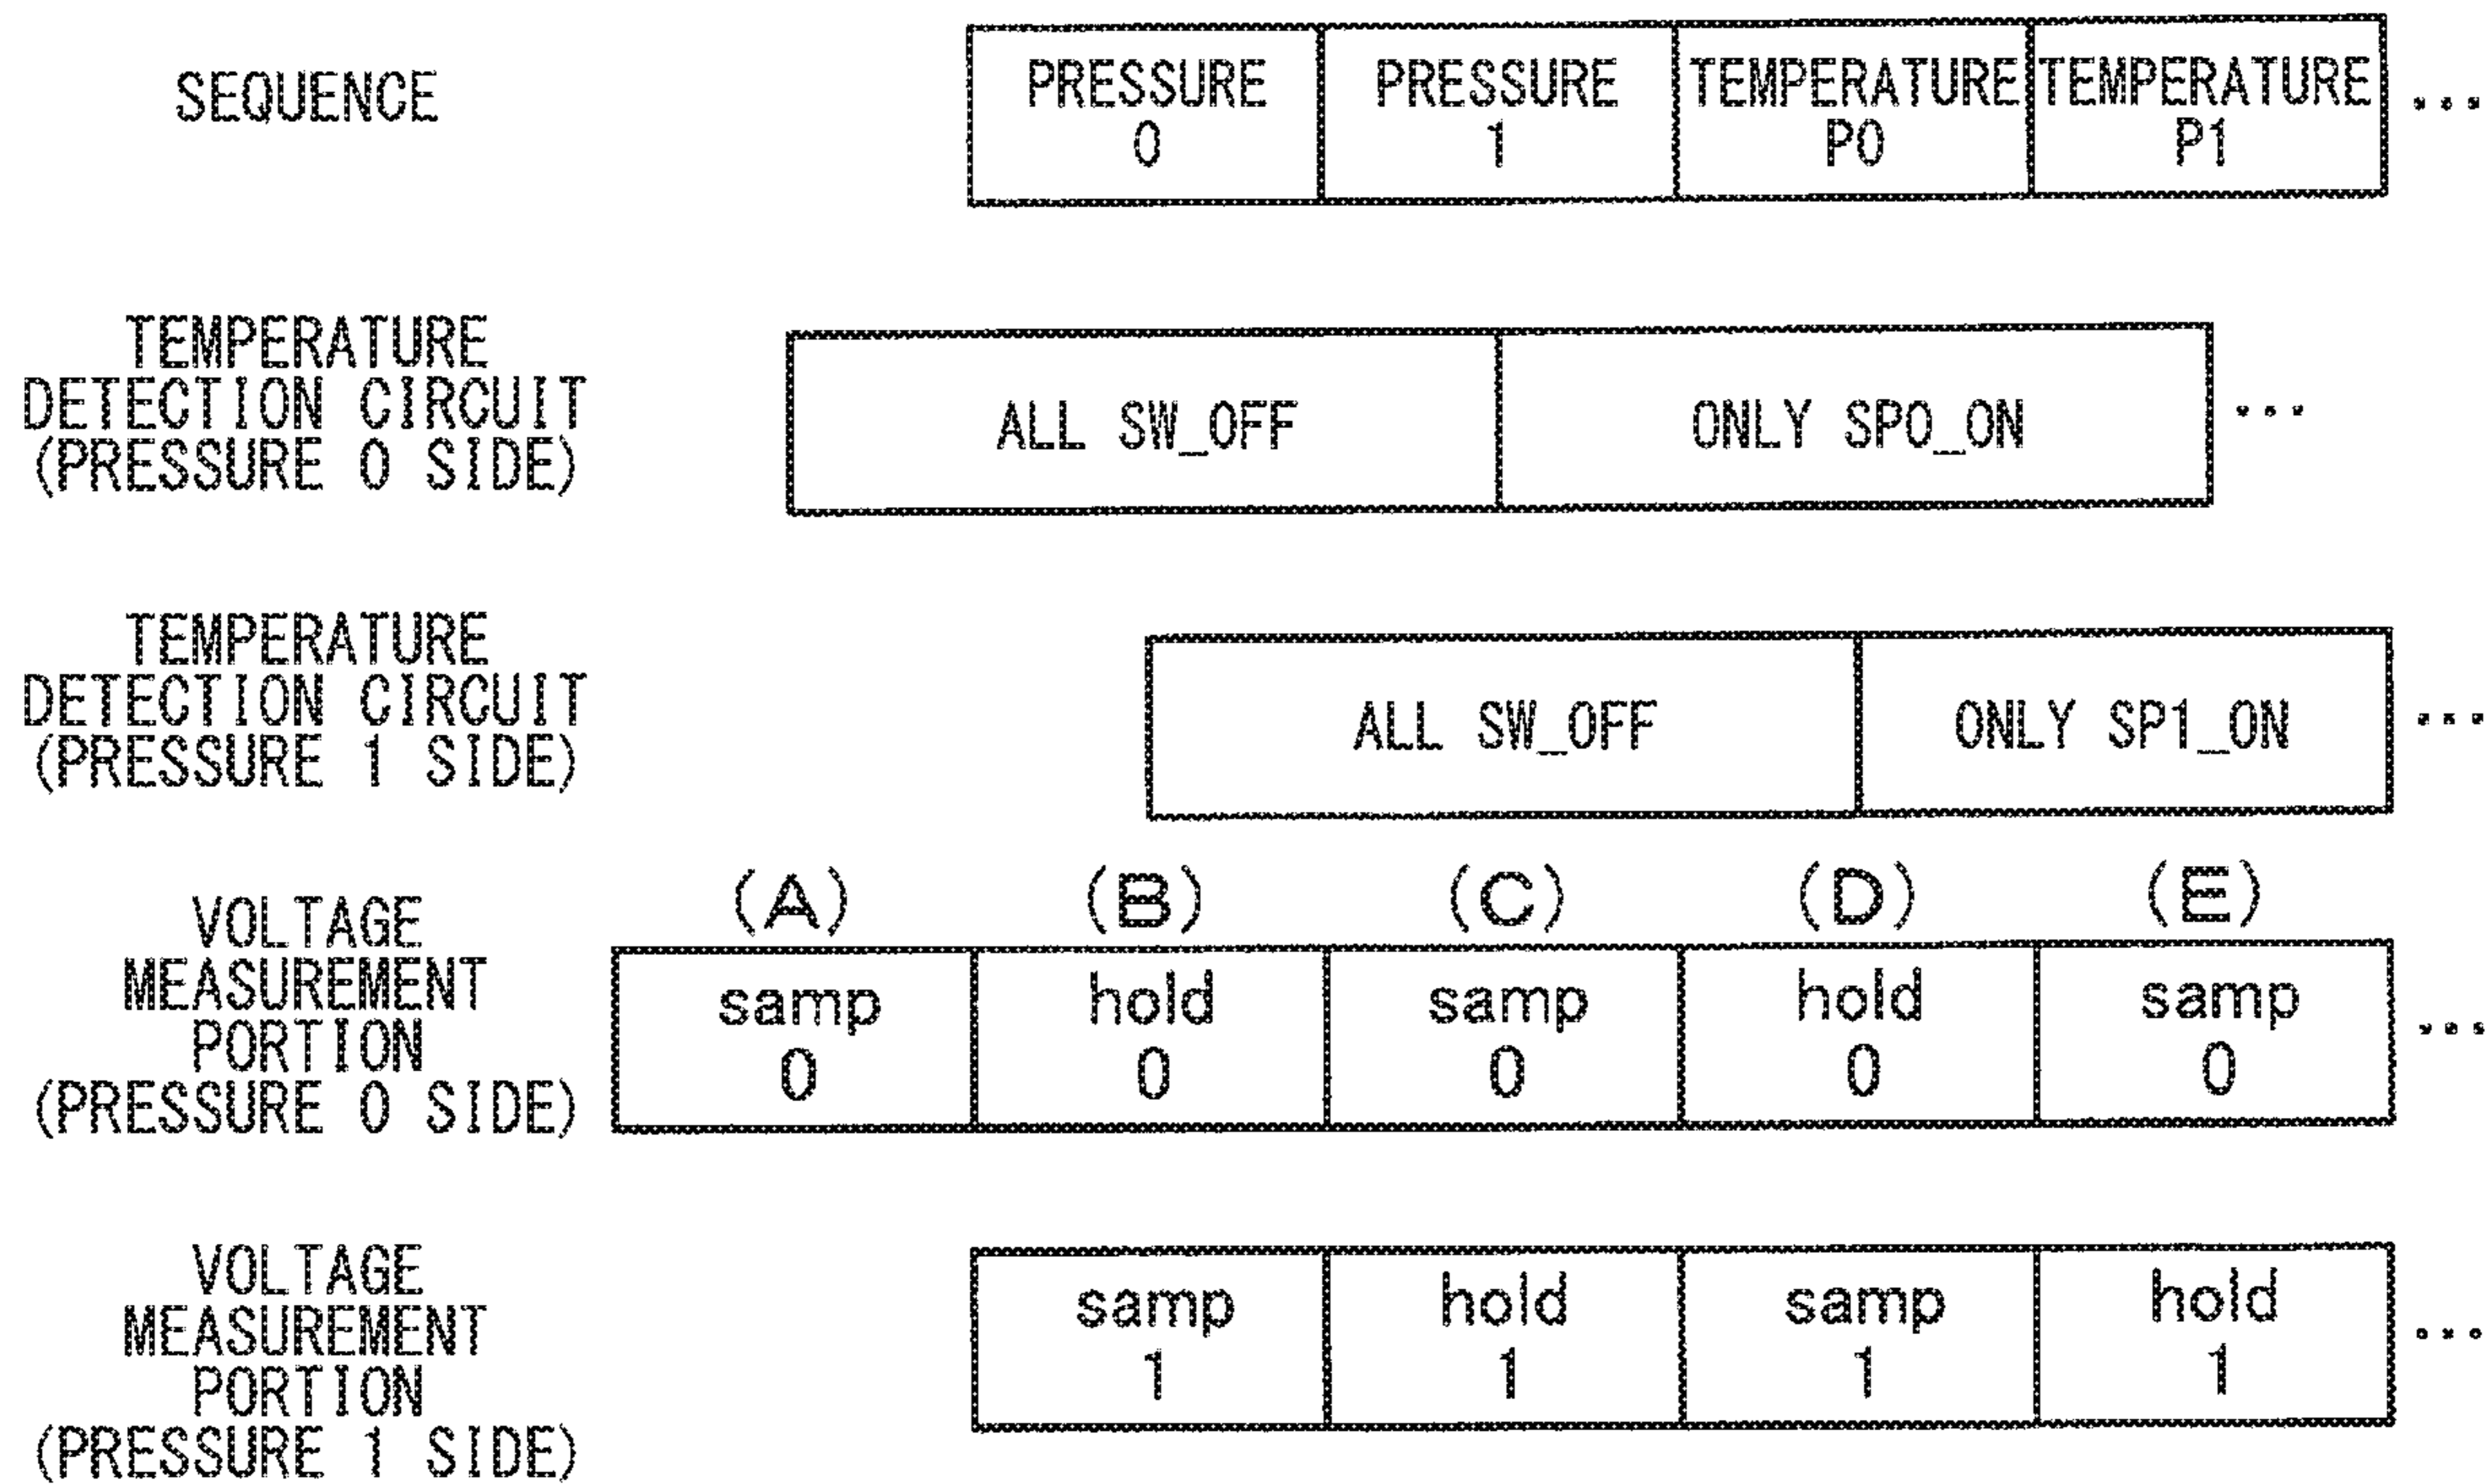 SEQUENCE
PRESSURE
0
PRESSURE
1
TEMPERATURE
P0
TEMPERATURE
P1
...
TEMPERATURE
DETECTION CIRCUIT
(PRESSURE 0 SIDE)
ALL SW_OFF
ONLY SP0_ON
...
TEMPERATURE
DETECTION CIRCUIT
(PRESSURE 1 SIDE)
ALL SW_OFF
ONLY SP1_ON
...
(A)
(B)
(C)
(D)
(E)
VOLTAGE
MEASUREMENT
PORTION
(PRESSURE 0 SIDE)
samp
0
hold
0
samp
0
hold
0
samp
0
...
VOLTAGE
MEASUREMENT
PORTION
(PRESSURE 1 SIDE)
samp
1
hold
1
samp
1
hold
1
...